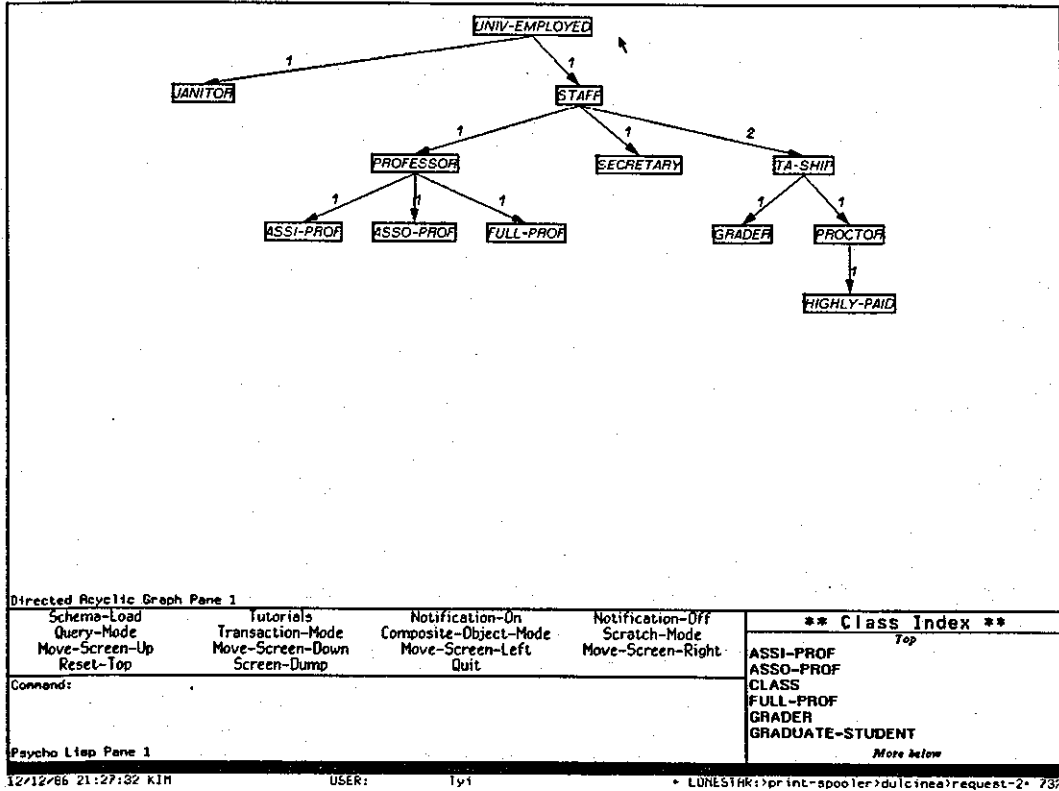 UNIV-EMPLOYED
1 1
JANITOR STAFF
1 1 2
PROFESSOR SECRETARY TA-SHIP
1 1 1 1 1
ASSI-PROF ASSO-PROF FULL-PROF GRADER PROCTOR
1
HIGHLY-PAID
Directed Acyclic Graph Pane 1
Schema-Load Tutorials Notification-On Notification-Off
Query-Mode Transaction-Mode Composite-Object-Mode Scratch-Mode
Move-Screen-Up Move-Screen-Down Move-Screen-Left Move-Screen-Right
Reset-Top Screen-Dump Quit
** Class Index **
Top
ASSI-PROF
ASSO-PROF
CLASS
FULL-PROF
GRADER
GRADUATE-STUDENT
More below
Command:
Psycho Lisp Pane 1
12/12/86 21:27:32 KIM USER: Tyi + LONESTAR:>print-spooler>dulcinea>request-2•